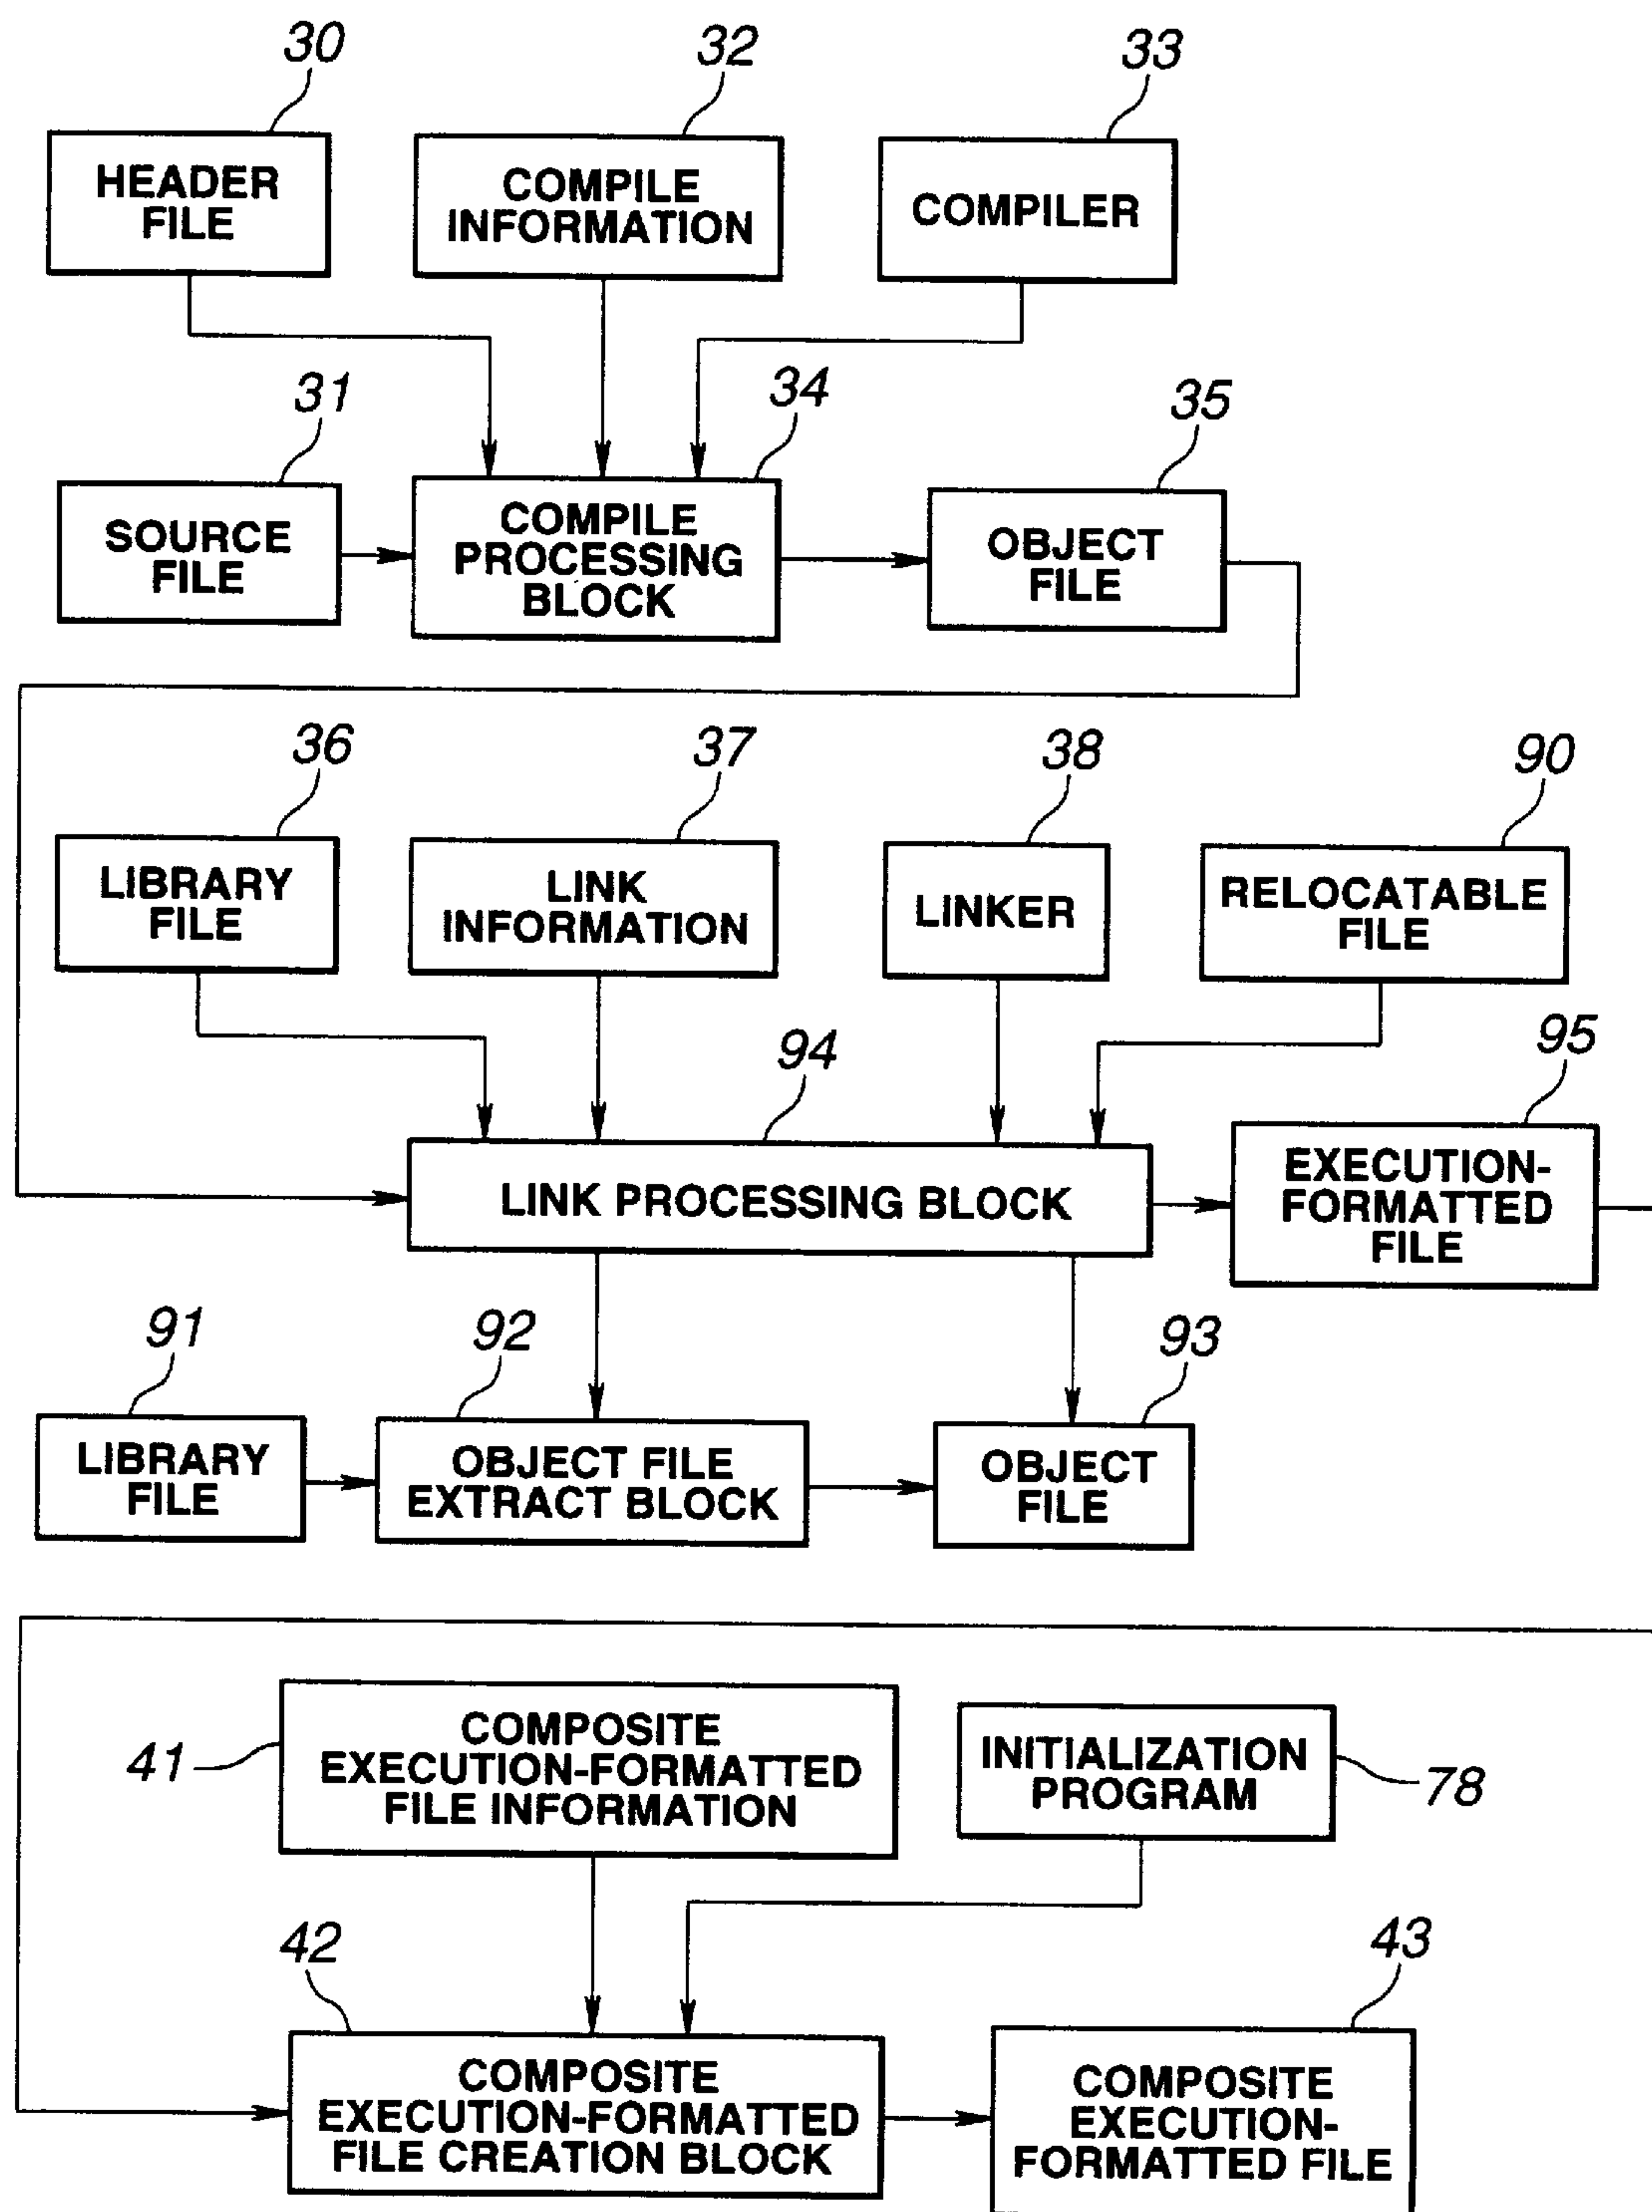 30
32
33
HEADER
FILE
COMPILE
INFORMATION
COMPILER
31
34
35
SOURCE
FILE
COMPILE
PROCESSING
BLOCK
OBJECT
FILE
36
37
38
90
LIBRARY
FILE
LINK
INFORMATION
LINKER
RELOCATABLE
FILE
94
95
LINK PROCESSING BLOCK
EXECUTION-
FORMATTED
FILE
91
92
93
LIBRARY
FILE
OBJECT FILE
EXTRACT BLOCK
OBJECT
FILE
41
COMPOSITE
EXECUTION-FORMATTED
FILE INFORMATION
INITIALIZATION
PROGRAM
78
42
43
COMPOSITE
EXECUTION-FORMATTED
FILE CREATION BLOCK
COMPOSITE
EXECUTION-
FORMATTED FILE